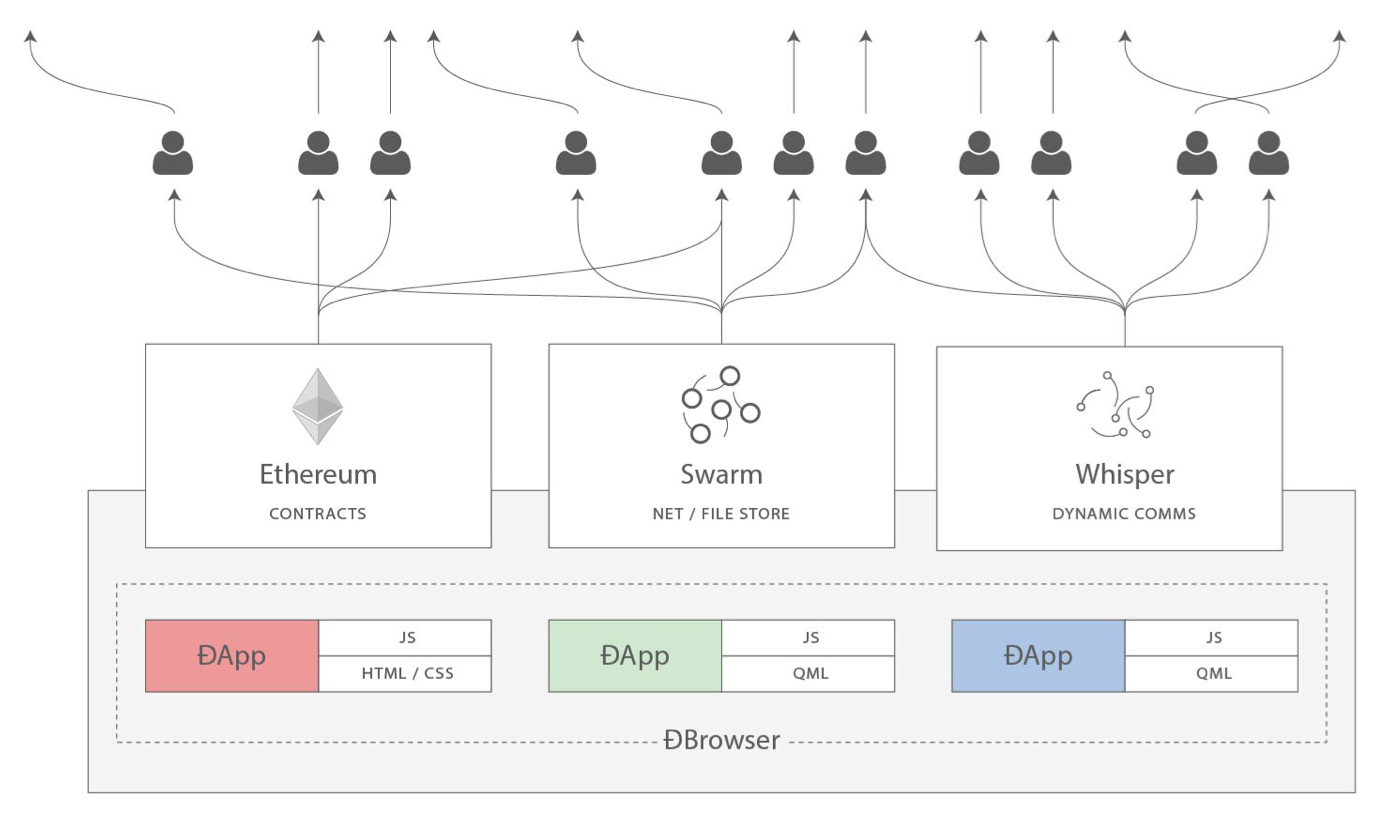 Ethereum
CONTRACTS
Swarm
NET / FILE STORE
Whisper
DYNAMIC COMMS
ĐApp
JS
HTML / CSS
ĐApp
JS
QML
ĐApp
JS
QML
ĐBrowser